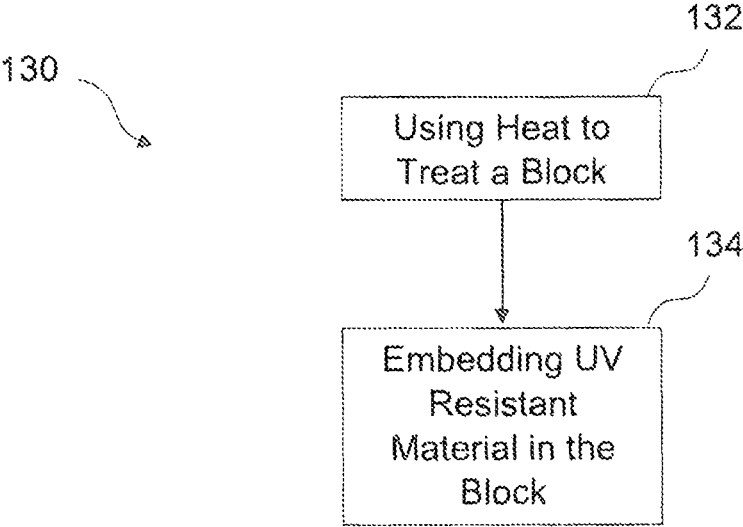 132
130
Using Heat to
Treat a Block
134
Embedding UV
Resistant
Material in the
Block